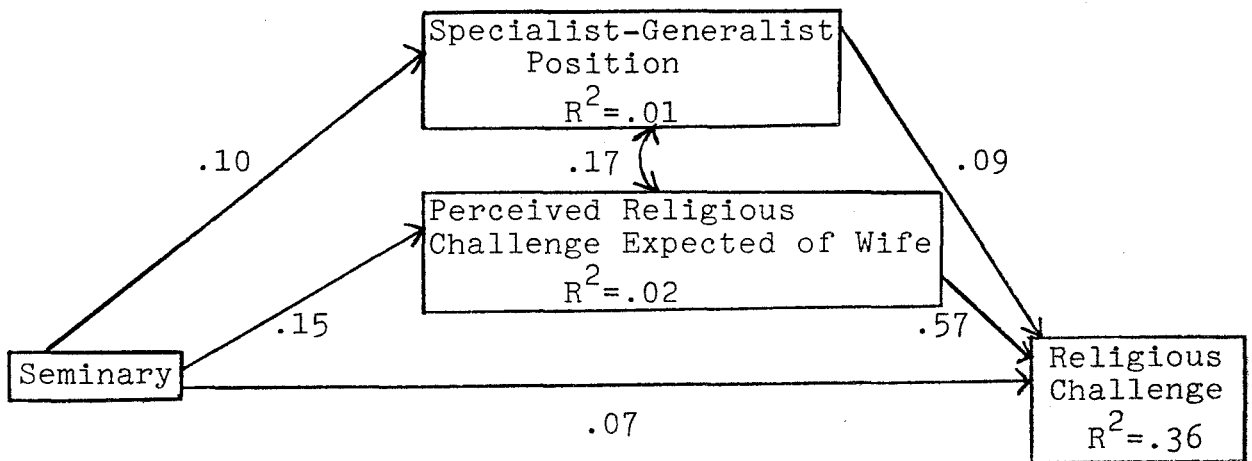 Specialist-Generalist
Position
R²=.01
.10
.17
.09
Perceived Religious
Challenge Expected of Wife
R²=.02
.15
.57
Seminary
Religious
Challenge
R²=.36
.07